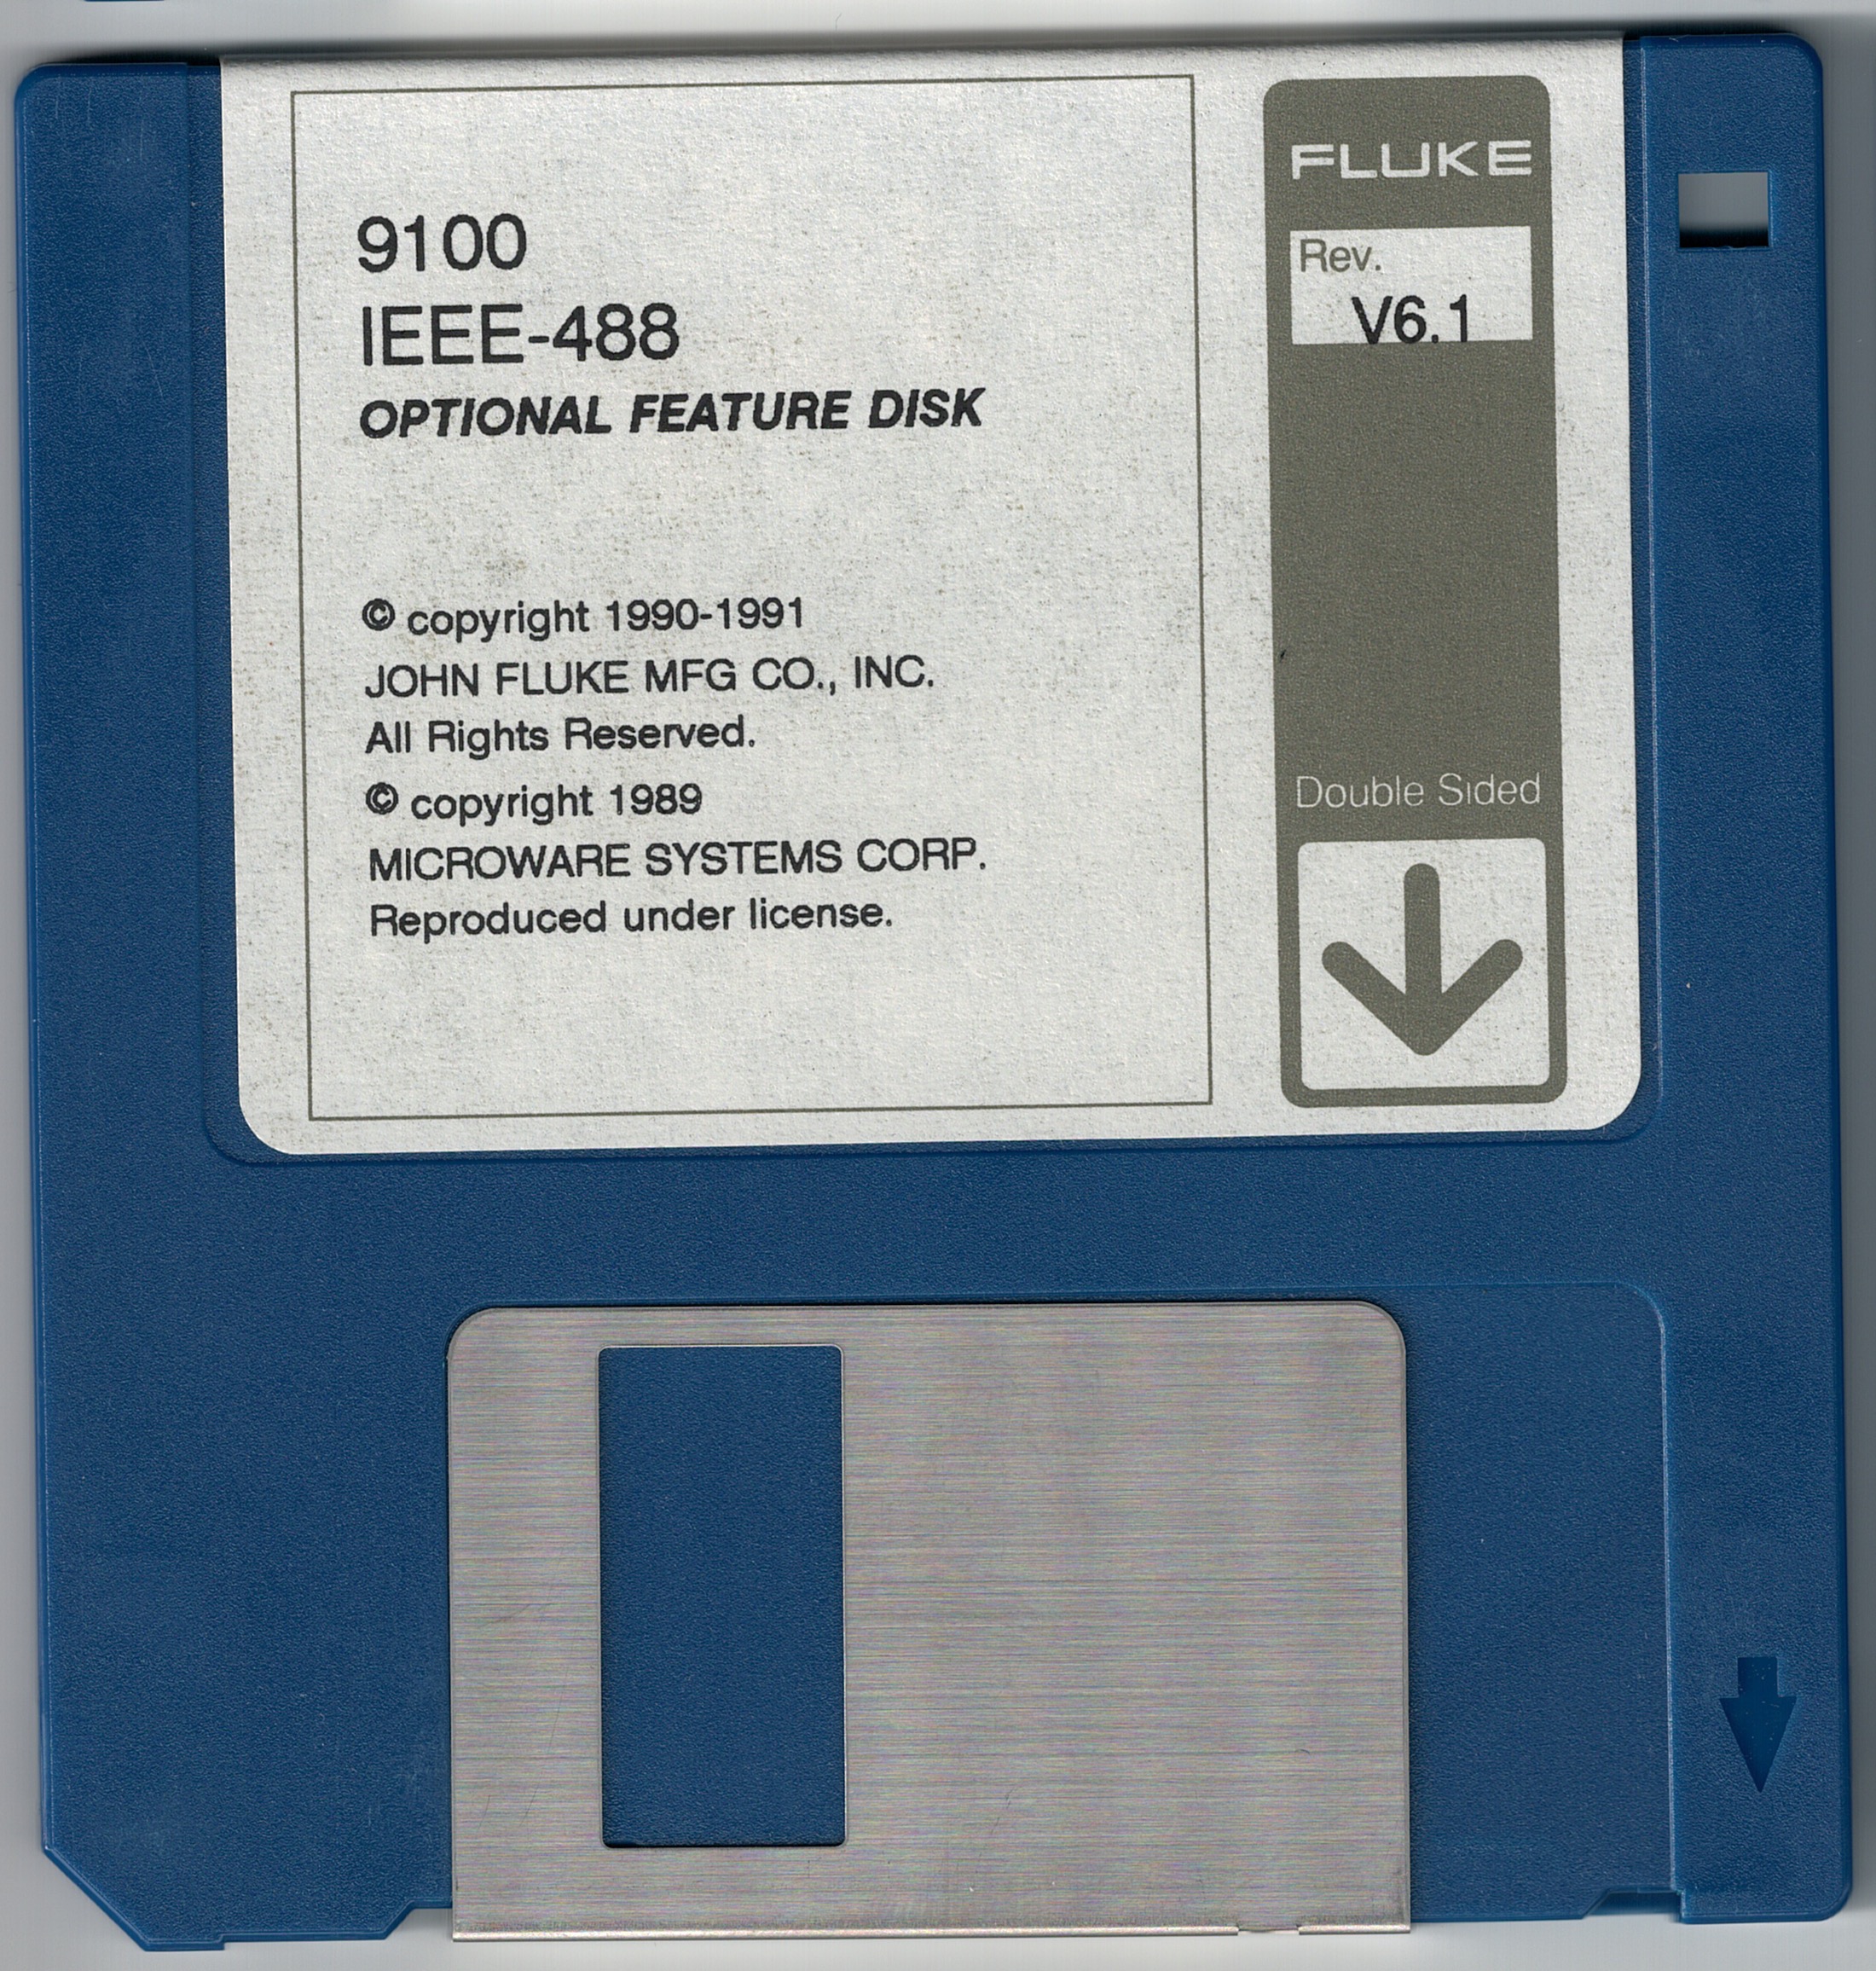 9100
IEEE-488
OPTIONAL FEATURE DISK
© copyright 1990-1991
JOHN FLUKE MFG CO., INC.
All Rights Reserved.
© copyright 1989
MICROWARE SYSTEMS CORP.
Reproduced under license.
FLUKE
Rev.
V6.1
Double Sided